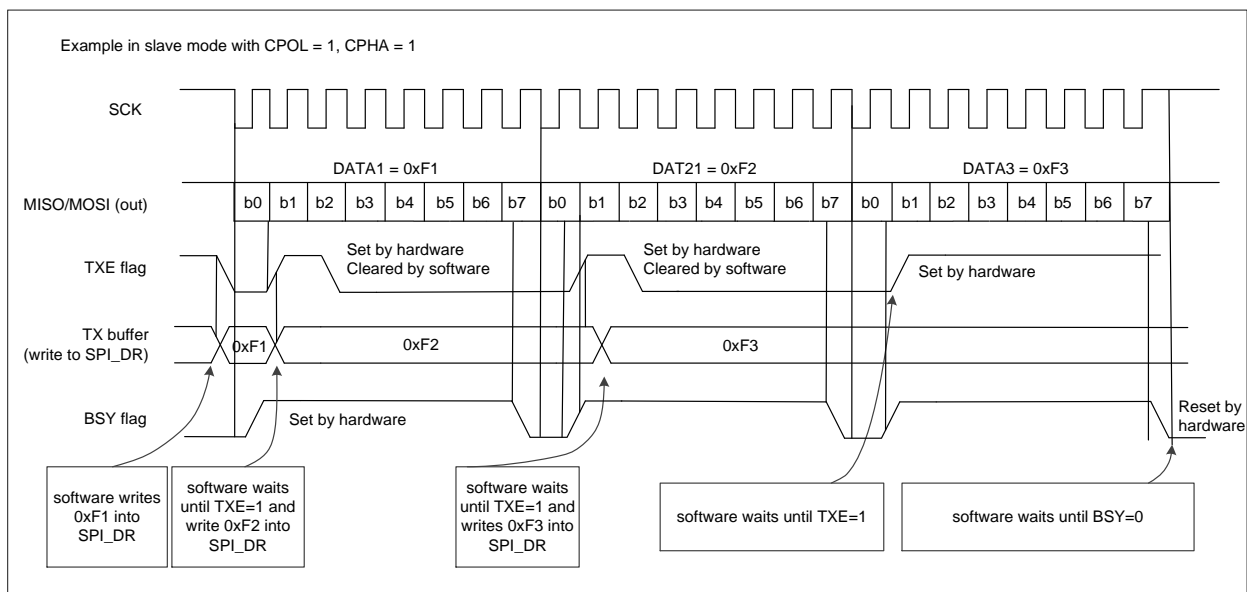 Example in slave mode with CPOL = 1, CPHA = 1
SCK
DATA1 = 0xF1
DAT21 = 0xF2
DATA3 = 0xF3
MISO/MOSI (out)
b0 b1 b2 b3 b4 b5 b6 b7 b0 b1 b2 b3 b4 b5 b6 b7 b0 b1 b2 b3 b4 b5 b6 b7
TXE flag
Set by hardware
Cleared by software
Set by hardware
Cleared by software
Set by hardware
TX buffer
(write to SPI_DR)
0xF1
0xF2
0xF3
BSY flag
Set by hardware
Reset by
hardware
software writes
0xF1 into
SPI_DR
software waits
until TXE=1 and
write 0xF2 into
SPI_DR
software waits
until TXE=1 and
writes 0xF3 into
SPI_DR
software waits until TXE=1
software waits until BSY=0